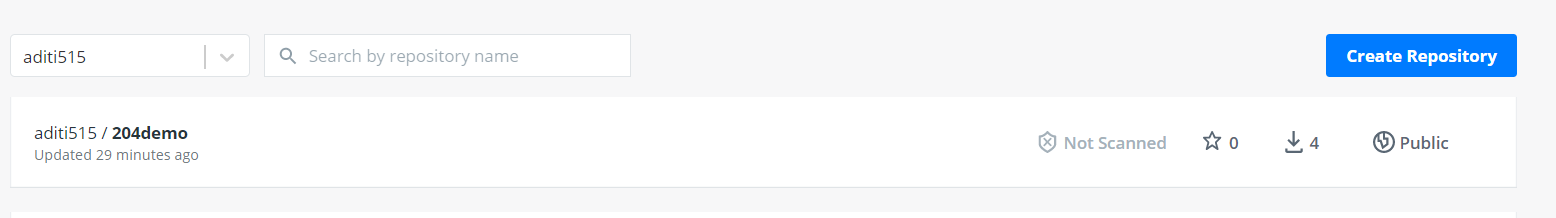 aditi515
Search by repository name
Create Repository
aditi515 / 204demo
Not Scanned
0
4
Public
Updated 29 minutes ago